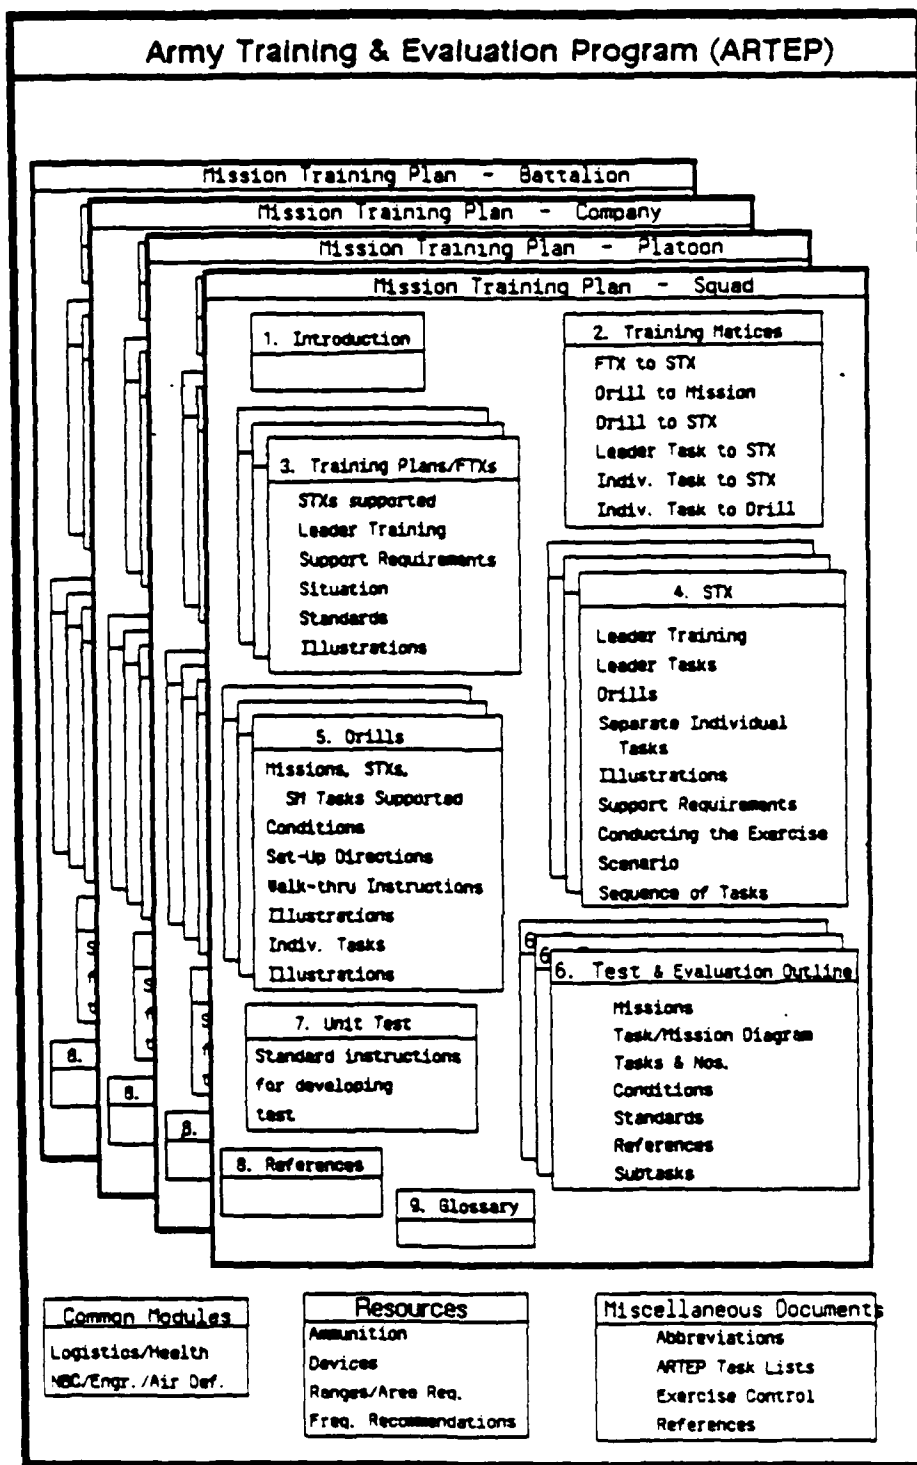 Army Training & Evaluation Program (ARTEP)
Mission Training Plan - Battalion
Mission Training Plan - Company
Mission Training Plan - Platoon
Mission Training Plan - Squad
1. Introduction
2. Training Matices
FTX to STX
Drill to Mission
Drill to STX
Leader Task to STX
Indiv. Task to STX
Indiv. Task to Drill
3. Training Plans/FTXs
STXs supported
Leader Training
Support Requirements
Situation
Standards
Illustrations
4. STX
Leader Training
Leader Tasks
Drills
Separate Individual
Tasks
Illustrations
Support Requirements
Conducting the Exercise
Scenario
Sequence of Tasks
5. Drills
Missions, STXs,
SM Tasks Supported
Conditions
Set-Up Directions
Walk-thru Instructions
Illustrations
Indiv. Tasks
Illustrations
6
6
6. Test & Evaluation Outline
Missions
Task/Mission Diagram
Tasks & Nos.
Conditions
Standards
References
Subtasks
7. Unit Test
Standard instructions
for developing
test
8.
8.
8.
8. References
9. Glossary
Common Modules
Logistics/Health
NBC/Engr./Air Def.
Resources
Ammunition
Devices
Ranges/Area Req.
Freq. Recommendations
Miscellaneous Documents
Abbreviations
ARTEP Task Lists
Exercise Control
References